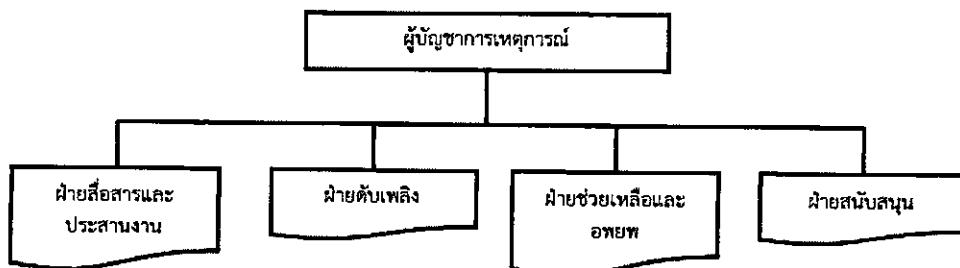 ผู้บัญชาการเหตุการณ์
ฝ่ายสื่อสารและ
ประสานงาน
ฝ่ายดับเพลิง
ฝ่ายช่วยเหลือและ
อพยพ
ฝ่ายสนับสนุน